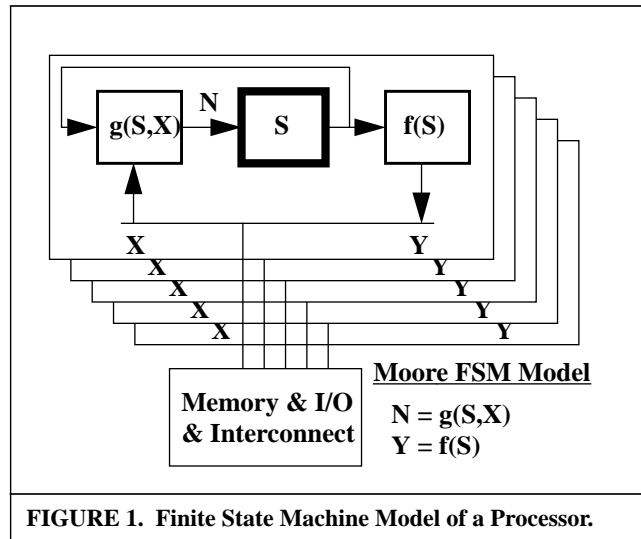 N
g(S,X)
S
f(S)
X
Y
X
Y
X
Y
X
Y
X
Y
Memory & I/O
& Interconnect
Moore FSM Model
N = g(S,X)
Y = f(S)
FIGURE 1. Finite State Machine Model of a Processor.